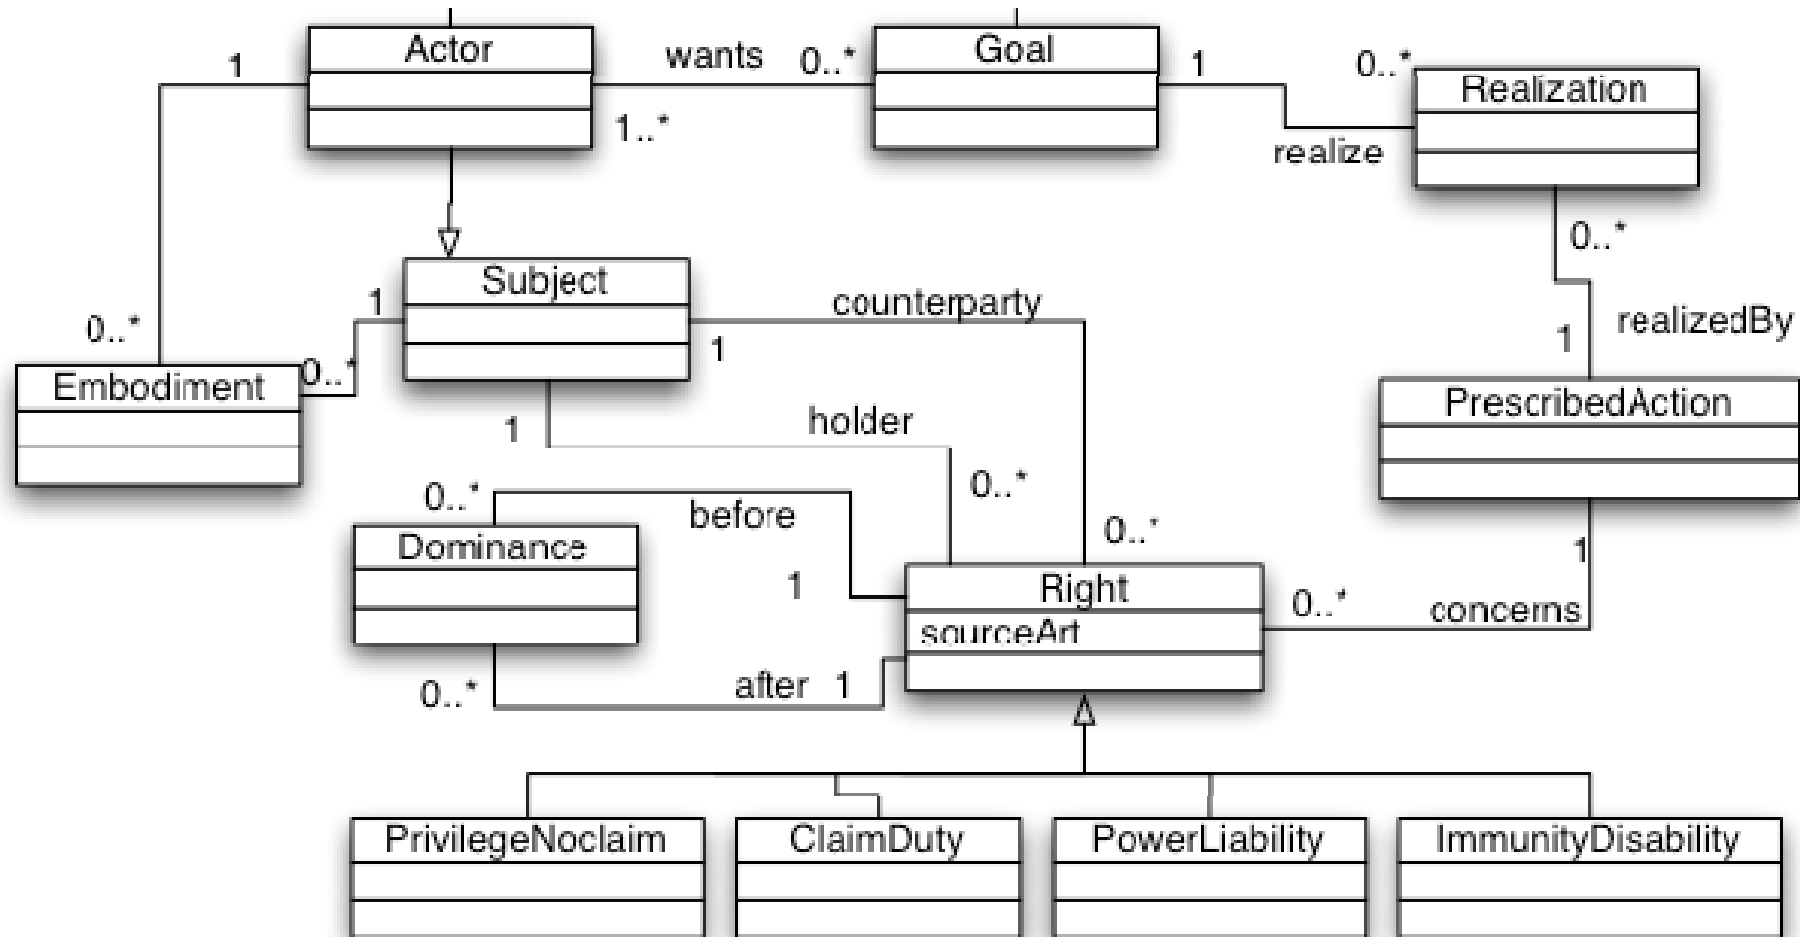 Actor
wants
0..*
Goal
1
1
0..*
Realization
1..*
realize
0..*
Subject
1
counterparty
0..*
realizedBy
1
1
0..*
Embodiment
PrescribedAction
1
holder
0..*
0..*
before
0..*
Dominance
1
1
Right
0..*
concerns
sourceArt
0..*
after
1
PrivilegeNoclaim
ClaimDuty
PowerLiability
ImmunityDisability